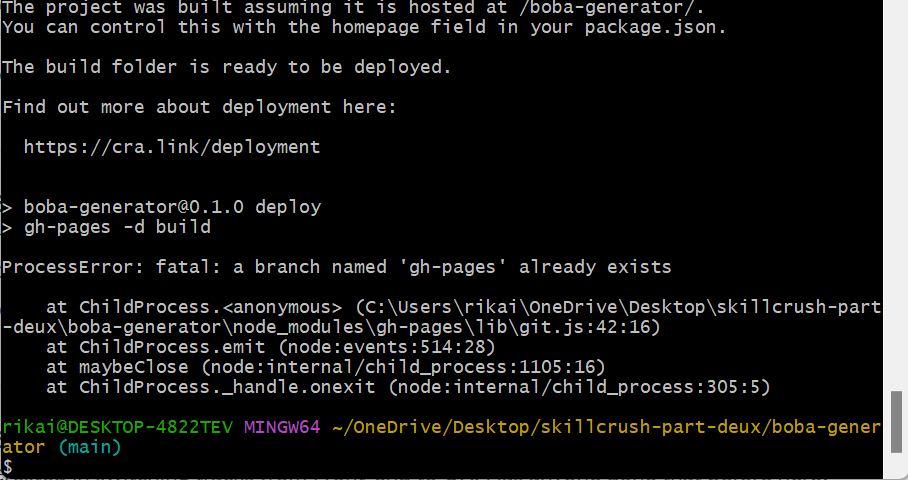 The project was built assuming it is hosted at /boba-generator/.
You can control this with the homepage field in your package.json.
The build folder is ready to be deployed.
Find out more about deployment here:
https://cra.link/deployment
> boba-generator@0.1.0 deploy
> gh-pages -d build
ProcessError: fatal: a branch named 'gh-pages' already exists
at ChildProcess.<anonymous> (C:\Users\rikai\OneDrive\Desktop\skillcrush-part
-deux\boba-generator\node_modules\gh-pages\lib\git.js:42:16)
at ChildProcess.emit (node:events:514:28)
at maybeClose (node:internal/child_process:1105:16)
at ChildProcess._handle.onexit (node:internal/child_process:305:5)
rikai@DESKTOP-4822TEV MINGW64 ~/OneDrive/Desktop/skillcrush-part-deux/boba-gener
ator (main)
$